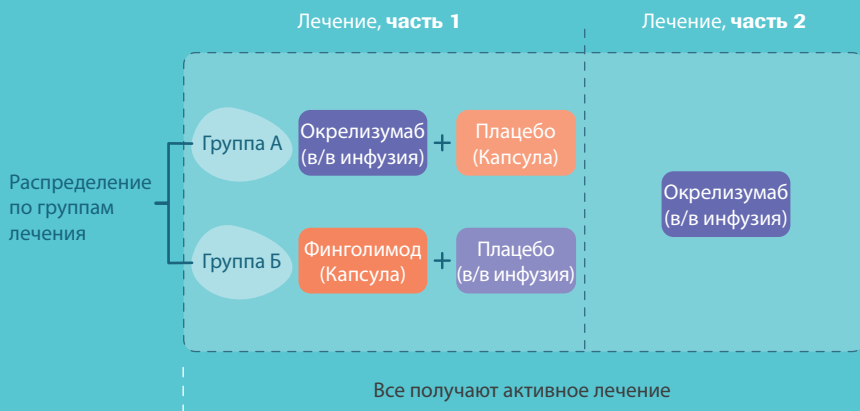 Лечение, часть 1
Лечение, часть 2
Распределение
по группам
лечения
Группа А
Окрелизумаб
(в/в инфузия)
+
Плацебо
(Капсула)
Группа Б
Финголимод
(Капсула)
+
Плацебо
(в/в инфузия)
Окрелизумаб
(в/в инфузия)
Все получают активное лечение